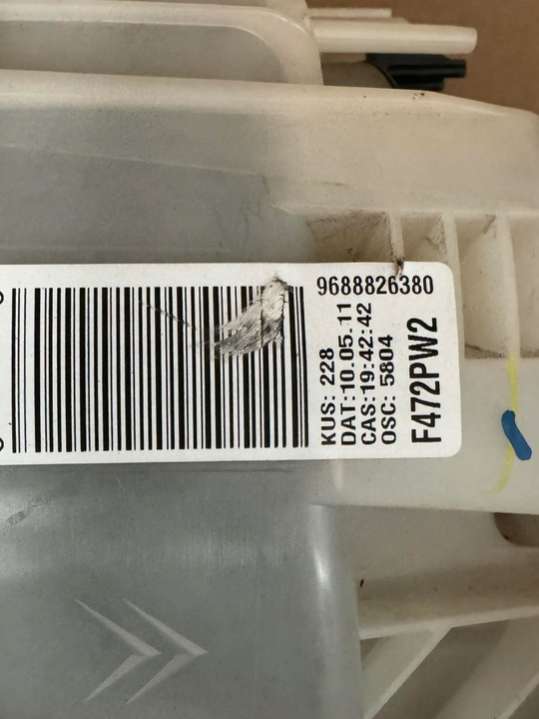 9688826380
KUS: 228
DAT:10.05.11
CAS:19:42:42
OSC: 5804
F472PW2